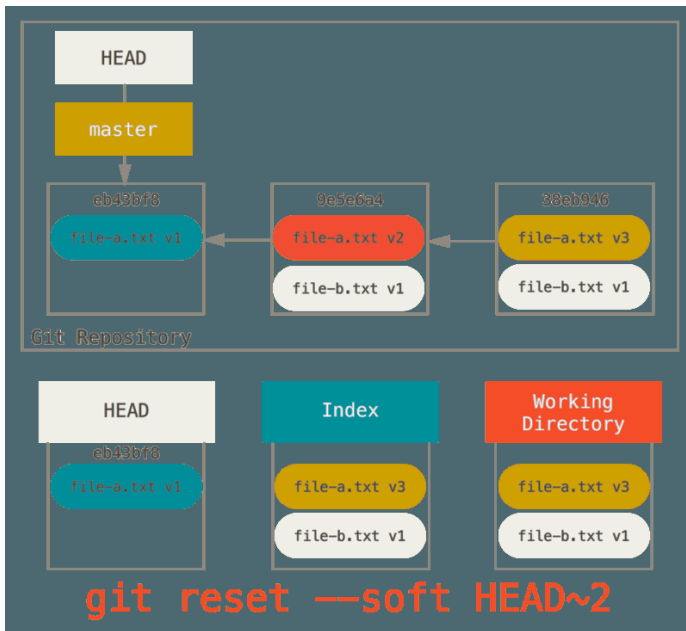 HEAD
master
eb43bf8
9e5e6a4
38eb946
file-a.txt v1
file-a.txt v2
file-a.txt v3
file-b.txt v1
file-b.txt v1
Git Repository
HEAD
Index
Working
Directory
eb43bf8
file-a.txt v1
file-a.txt v3
file-a.txt v3
file-b.txt v1
file-b.txt v1
git reset --soft HEAD~2